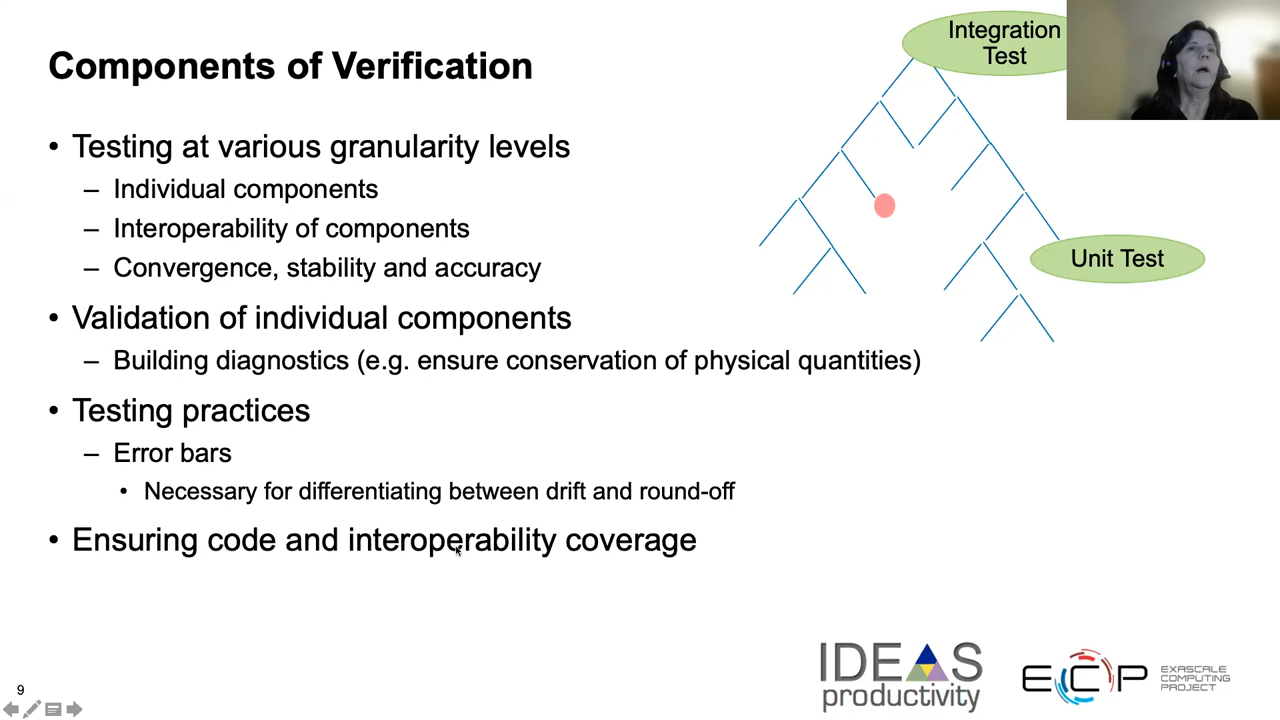 Components of Verification
Integration
Test
• Testing at various granularity levels
– Individual components
– Interoperability of components
– Convergence, stability and accuracy
Unit Test
• Validation of individual components
– Building diagnostics (e.g. ensure conservation of physical quantities)
• Testing practices
– Error bars
• Necessary for differentiating between drift and round-off
• Ensuring code and interoperability coverage
IDEAS
productivity
ECP
EXASCALE
COMPUTING
PROJECT
9